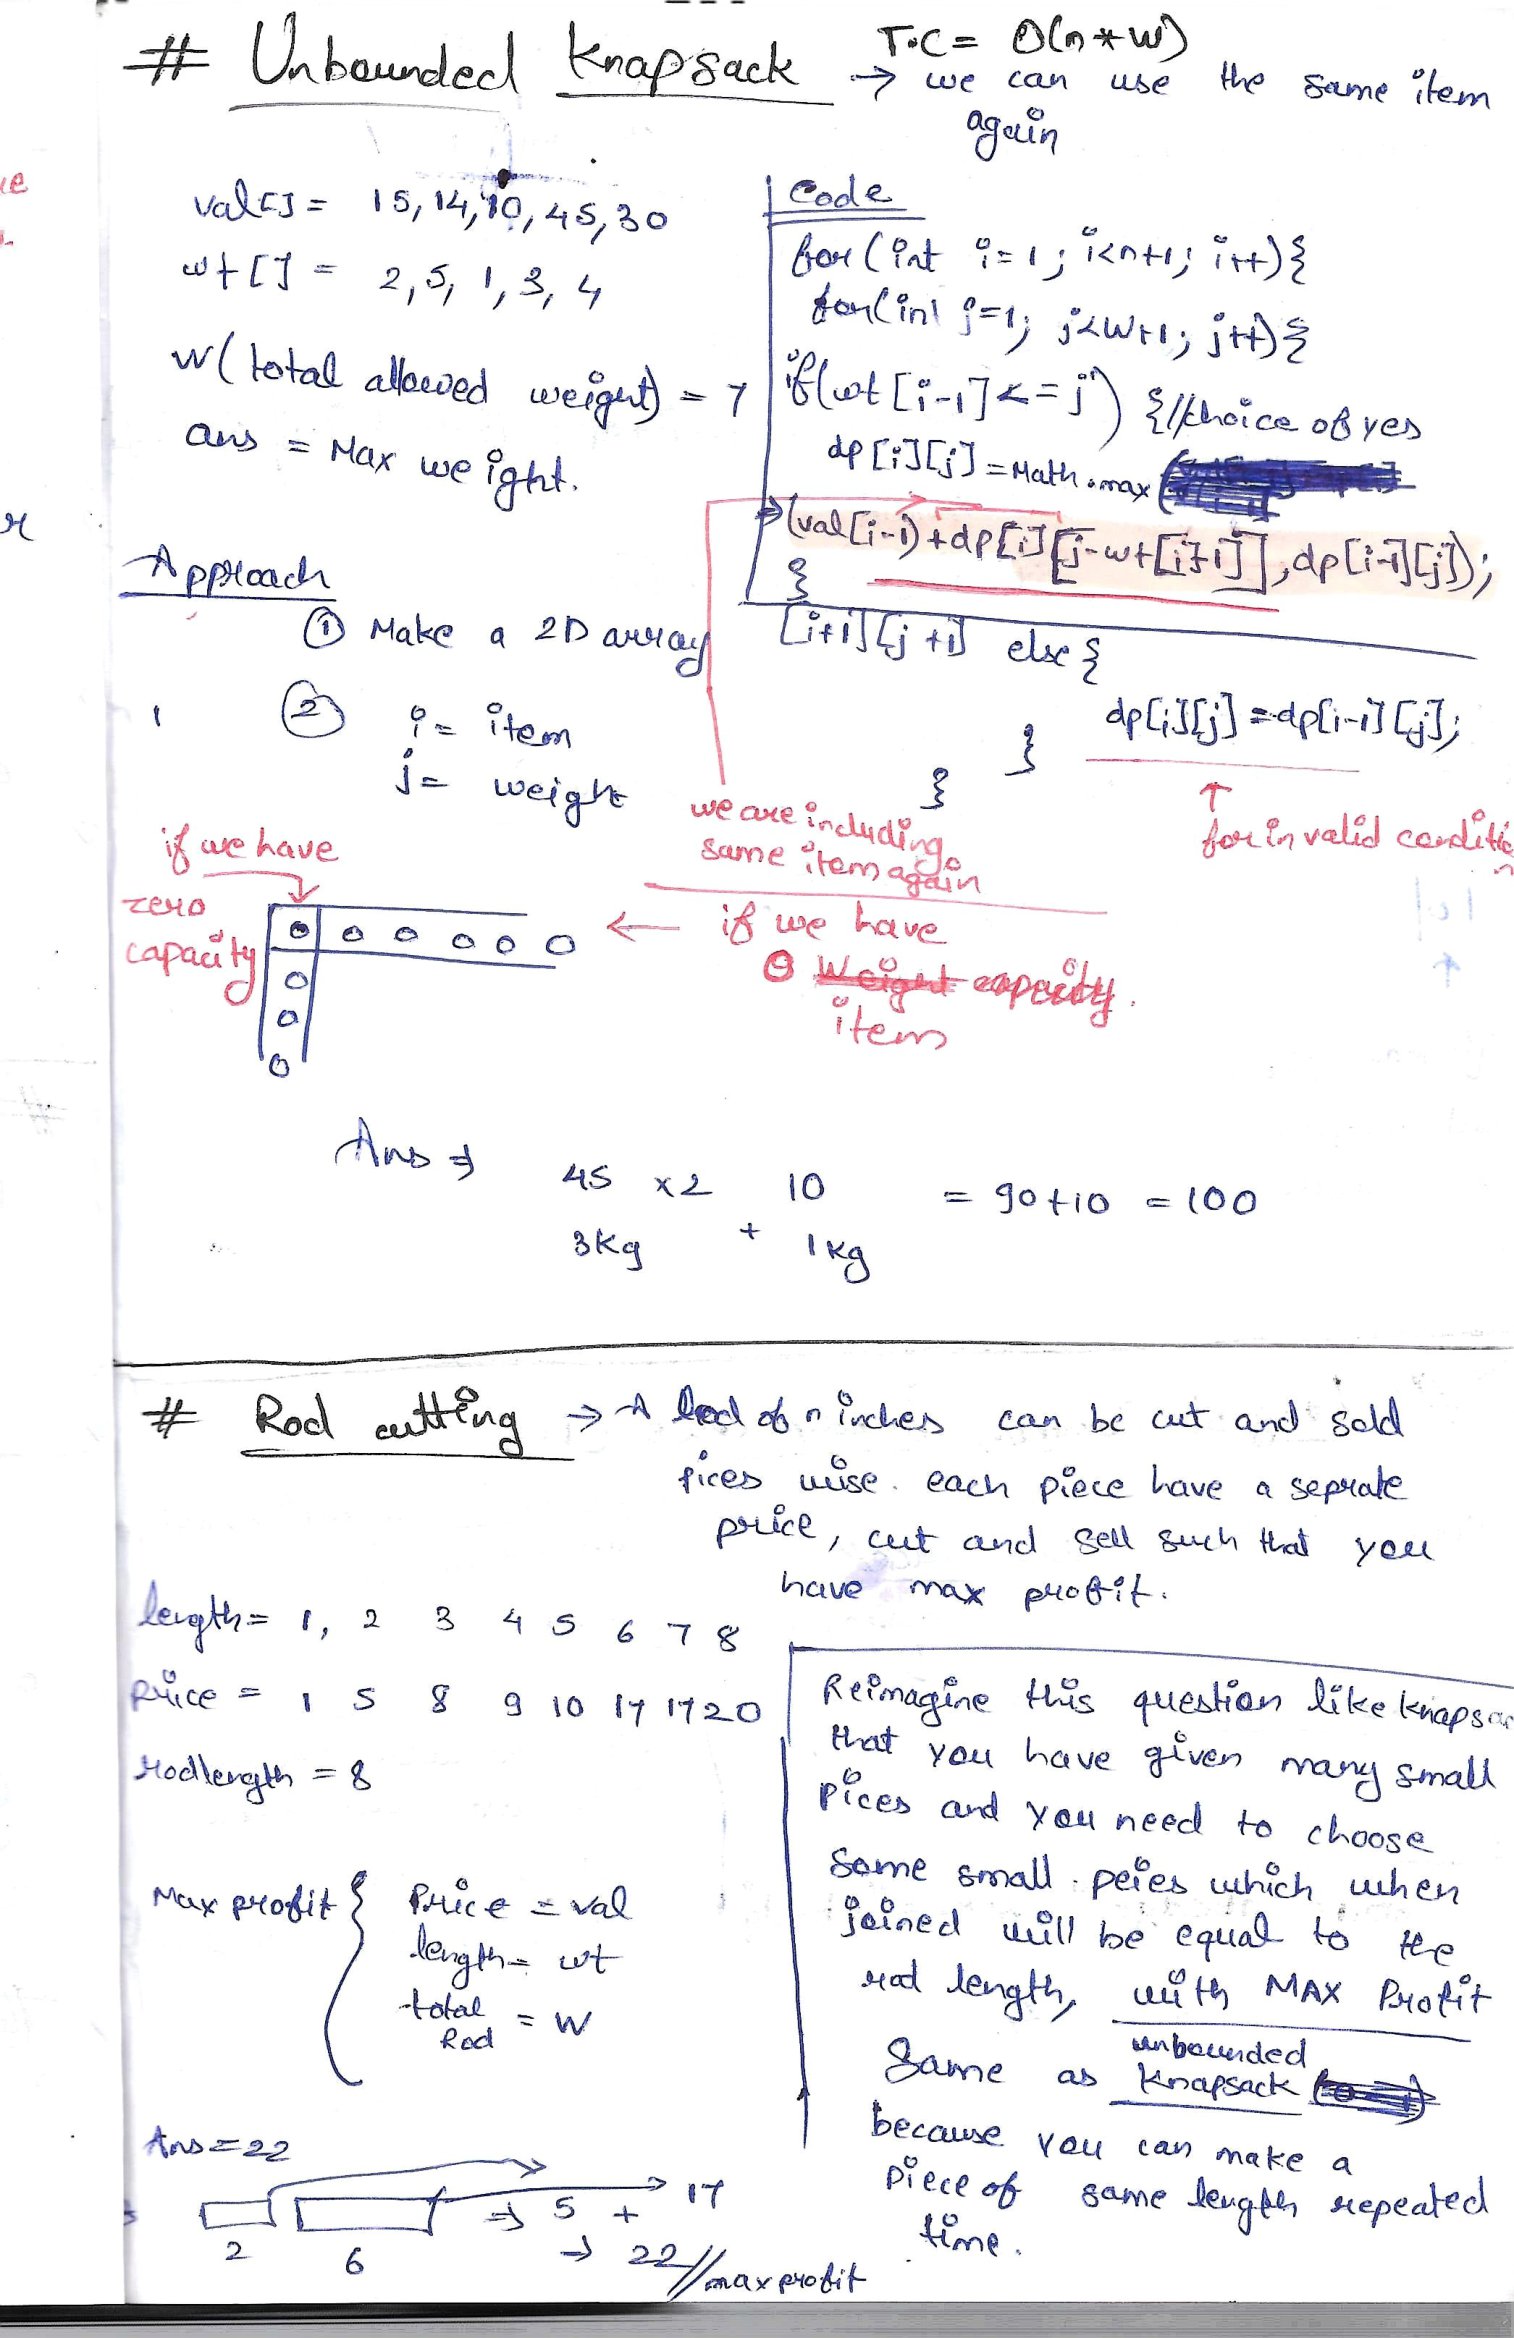 # Unbounded Knapsack
T.C = O(n*W)
→ we can use the same item
again
val[] = 15, 14, 10, 45, 30
wt[] = 2, 5, 1, 3, 4
W (total allowed weight) = 7
ans = Max weight.
Approach
① Make a 2D array
[i+1][j+1]
② i = item
j = weight
Code
for(int i=1; i<n+1; i++){
for(int j=1; j<W+1; j++){
if(wt[i-1] <= j) { //choice of yes
dp[i][j] = Math.max
→(val[i-1)+dp[i][j-wt[i-1]],dp[i-1][j]);
}
else {
dp[i][j] = dp[i-1][j];
}
}
↑
for invalid condition
we are including
same item again
if we have
zero
capacity
0 0 0 0 0 0
0
0
0
← if we have
0 Weight capacity.
item
Ans ⇒ 45 x2 10 = 90+10 = 100
3kg + 1kg
# Rod cutting → A Rod of n inches can be cut and sold
pices wise. each piece have a seprate
price, cut and sell such that you
have max profit.
length = 1, 2 3 4 5 6 7 8
Price = 1 5 8 9 10 17 17 20
rodlength = 8
Max profit { Price = val
length = wt
total
Rod = W
Ans = 22
2 6 ⇒ 5 + 17
→ 22 // max profit
Reimagine this question like knapsac
that you have given many small
pices and you need to choose
some small peies which when
joined will be equal to the
rod length, with MAX Profit
Same as unbounded
Knapsack
because you can make a
piece of same length repeated
time.